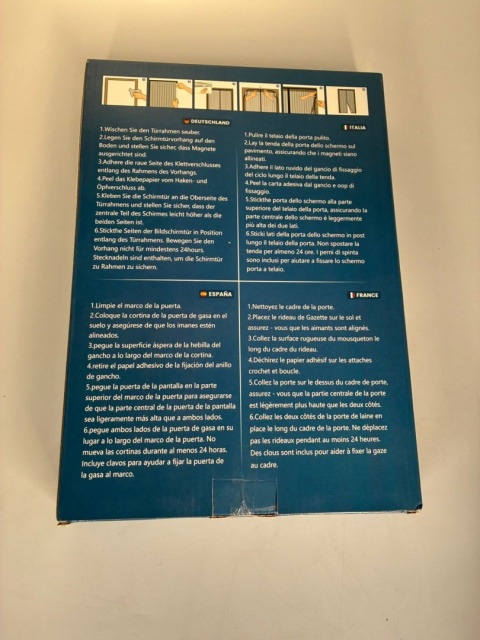 DEUTSCHLAND
1.Wischen Sie den Türrahmen sauber.
2.Legen Sie den Schirmtürvorhang auf den
Boden und stellen Sie sicher, dass Magnete
ausgerichtet sind.
3.Adhere die raue Seite des Klettverschlusses
entlang des Rahmens des Vorhangs.
4.Peel das Klebepapier vom Haken- und
Öpfverschluss ab.
5.Kleben Sie die Schirmtür an die Oberseite des
Türrahmens und stellen Sie sicher, dass der
zentrale Teil des Schirmes leicht höher als die
beiden Seiten ist.
6.Stickthe Seiten der Bildschirmtür in Position
entlang des Türrahmens. Bewegen Sie den
Vorhang nicht für mindestens 24hours.
Stecknadeln sind enthalten, um die Schirmtür
zu Rahmen zu sichern.
ITALIA
1.Pulire il telaio della porta pulito.
2.Lay la tenda della porta dello schermo sul
pavimento, assicurando che i magneti siano
allineati.
3.Adhere il lato ruvido del gancio di fissaggio
del ciclo lungo il telaio della tenda.
4.Peel la carta adesiva dal gancio e oop di
fissaggio.
5.Stickthe porta dello schermo alla parte
superiore del telaio della porta, assicurando la
parte centrale dello schermo è leggermente
più alta dei due lati.
6.Sticki lati della porta dello schermo in post
lungo il telaio della porta. Non spostare la
tenda per almeno 24 ore. I perni di spinta
sono inclusi per aiutare a fissare lo schermo
porta a telaio.
ESPAÑA
1.Limpie el marco de la puerta.
2.Coloque la cortina de la puerta de gasa en el
suelo y asegúrese de que los imanes estén
alineados.
3.pegue la superficie áspera de la hebilla del
gancho a lo largo del marco de la cortina.
4.retire el papel adhesivo de la fijación del anillo
de gancho.
5.pegue la puerta de la pantalla en la parte
superior del marco de la puerta para asegurarse
de que la parte central de la puerta de la pantalla
sea ligeramente más alta que a ambos lados.
6.pegue ambos lados de la puerta de gasa en su
lugar a lo largo del marco de la puerta. No
mueva las cortinas durante al menos 24 horas.
Incluye clavos para ayudar a fijar la puerta de
la gasa al marco.
FRANCE
1.Nettoyez le cadre de la porte.
2.Placez le rideau de Gazette sur le sol et
assurez - vous que les aimants sont alignés.
3.Collez la surface rugueuse du mousqueton le
long du cadre du rideau.
4.Déchirez le papier adhésif sur les attaches
crochet et boucle.
5.Collez la porte sur le dessus du cadre de porte,
assurez - vous que la partie centrale de la porte
est légèrement plus haute que les deux côtés.
6.Collez les deux côtés de la porte de laine en
place le long du cadre de la porte. Ne déplacez
pas les rideaux pendant au moins 24 heures.
Des clous sont inclus pour aider à fixer la gaze
au cadre.